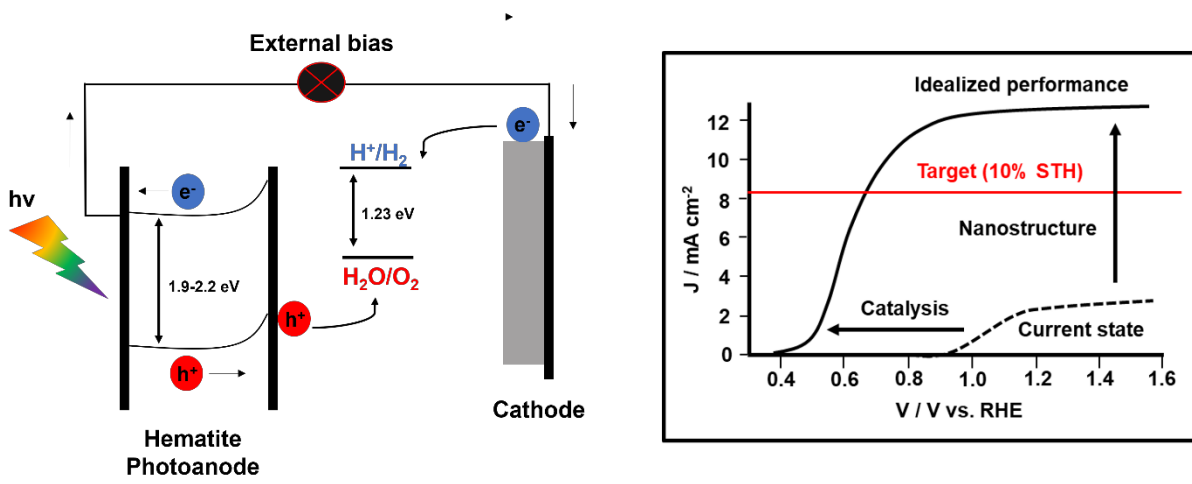 External bias
e-
H+/H2
e-
hv
1.23 eV
1.9-2.2 eV
H2O/O2
h+
h+
Cathode
Hematite
Photoanode
Idealized performance
Target (10% STH)
Nanostructure
Catalysis
Current state
J / mA cm-2
12
10
8
6
4
2
0
0.4 0.6 0.8 1.0 1.2 1.4 1.6
V / V vs. RHE